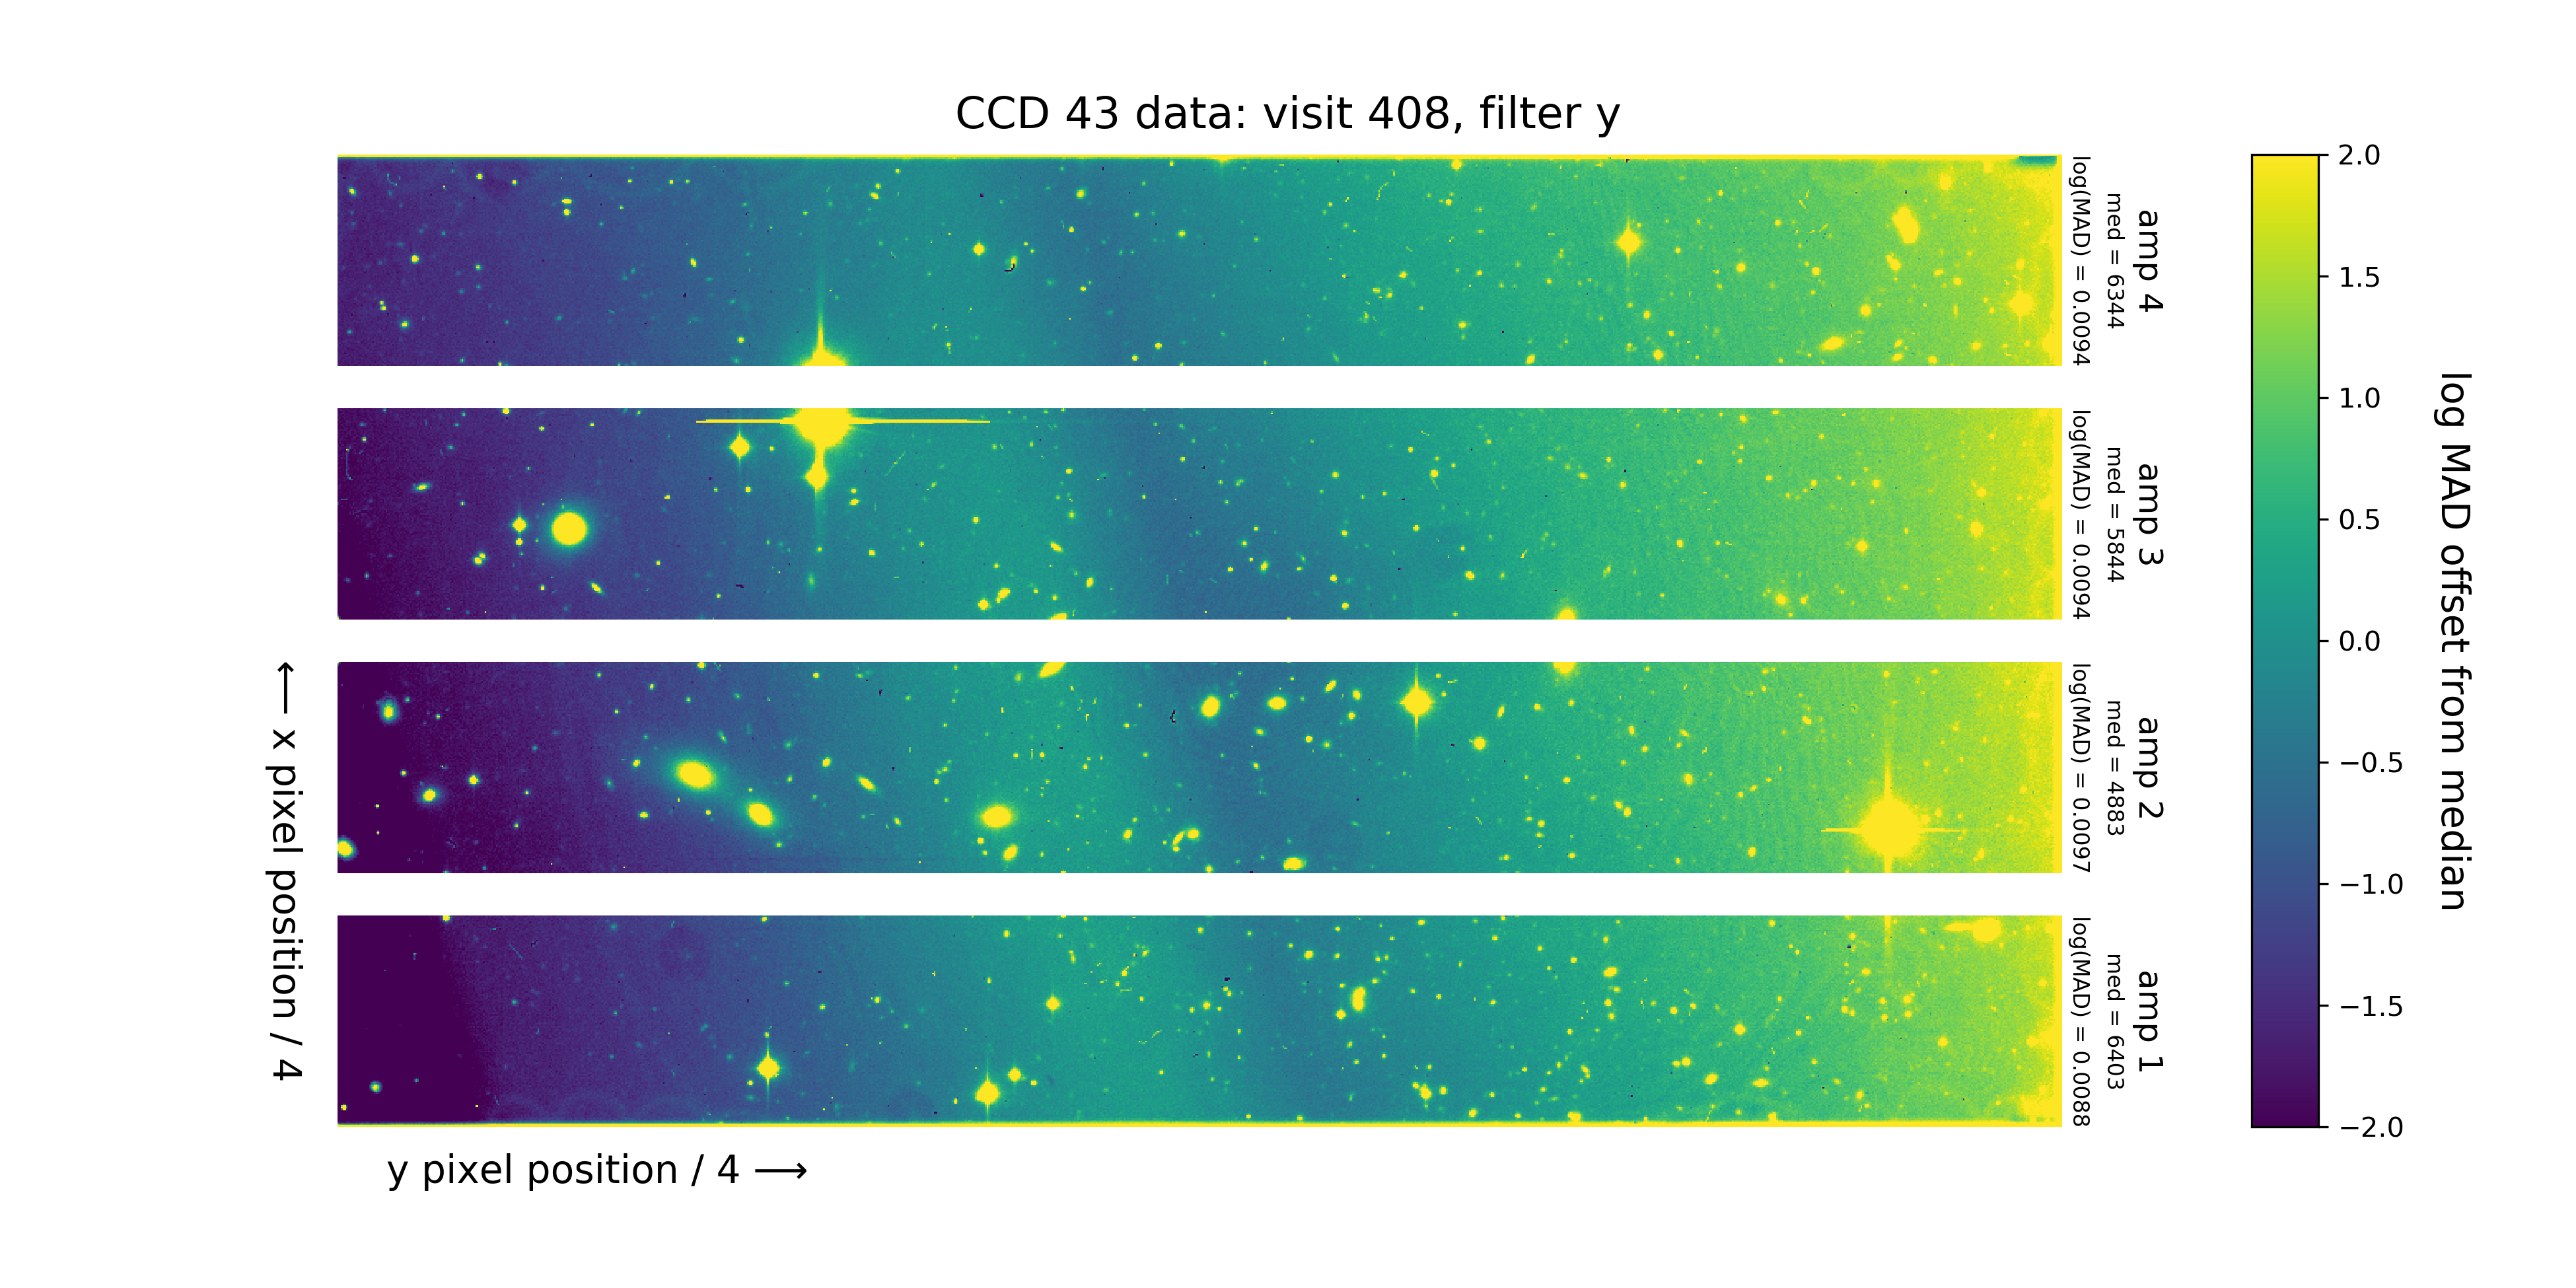 CCD 43 data: visit 408, filter y
amp 4
med = 6344
log(MAD) = 0.0094
amp 3
med = 5844
log(MAD) = 0.0094
amp 2
med = 4883
log(MAD) = 0.0097
amp 1
med = 6403
log(MAD) = 0.0088
⟵ x pixel position / 4
y pixel position / 4 ⟶
2.0
1.5
1.0
0.5
0.0
−0.5
−1.0
−1.5
−2.0
log MAD offset from median